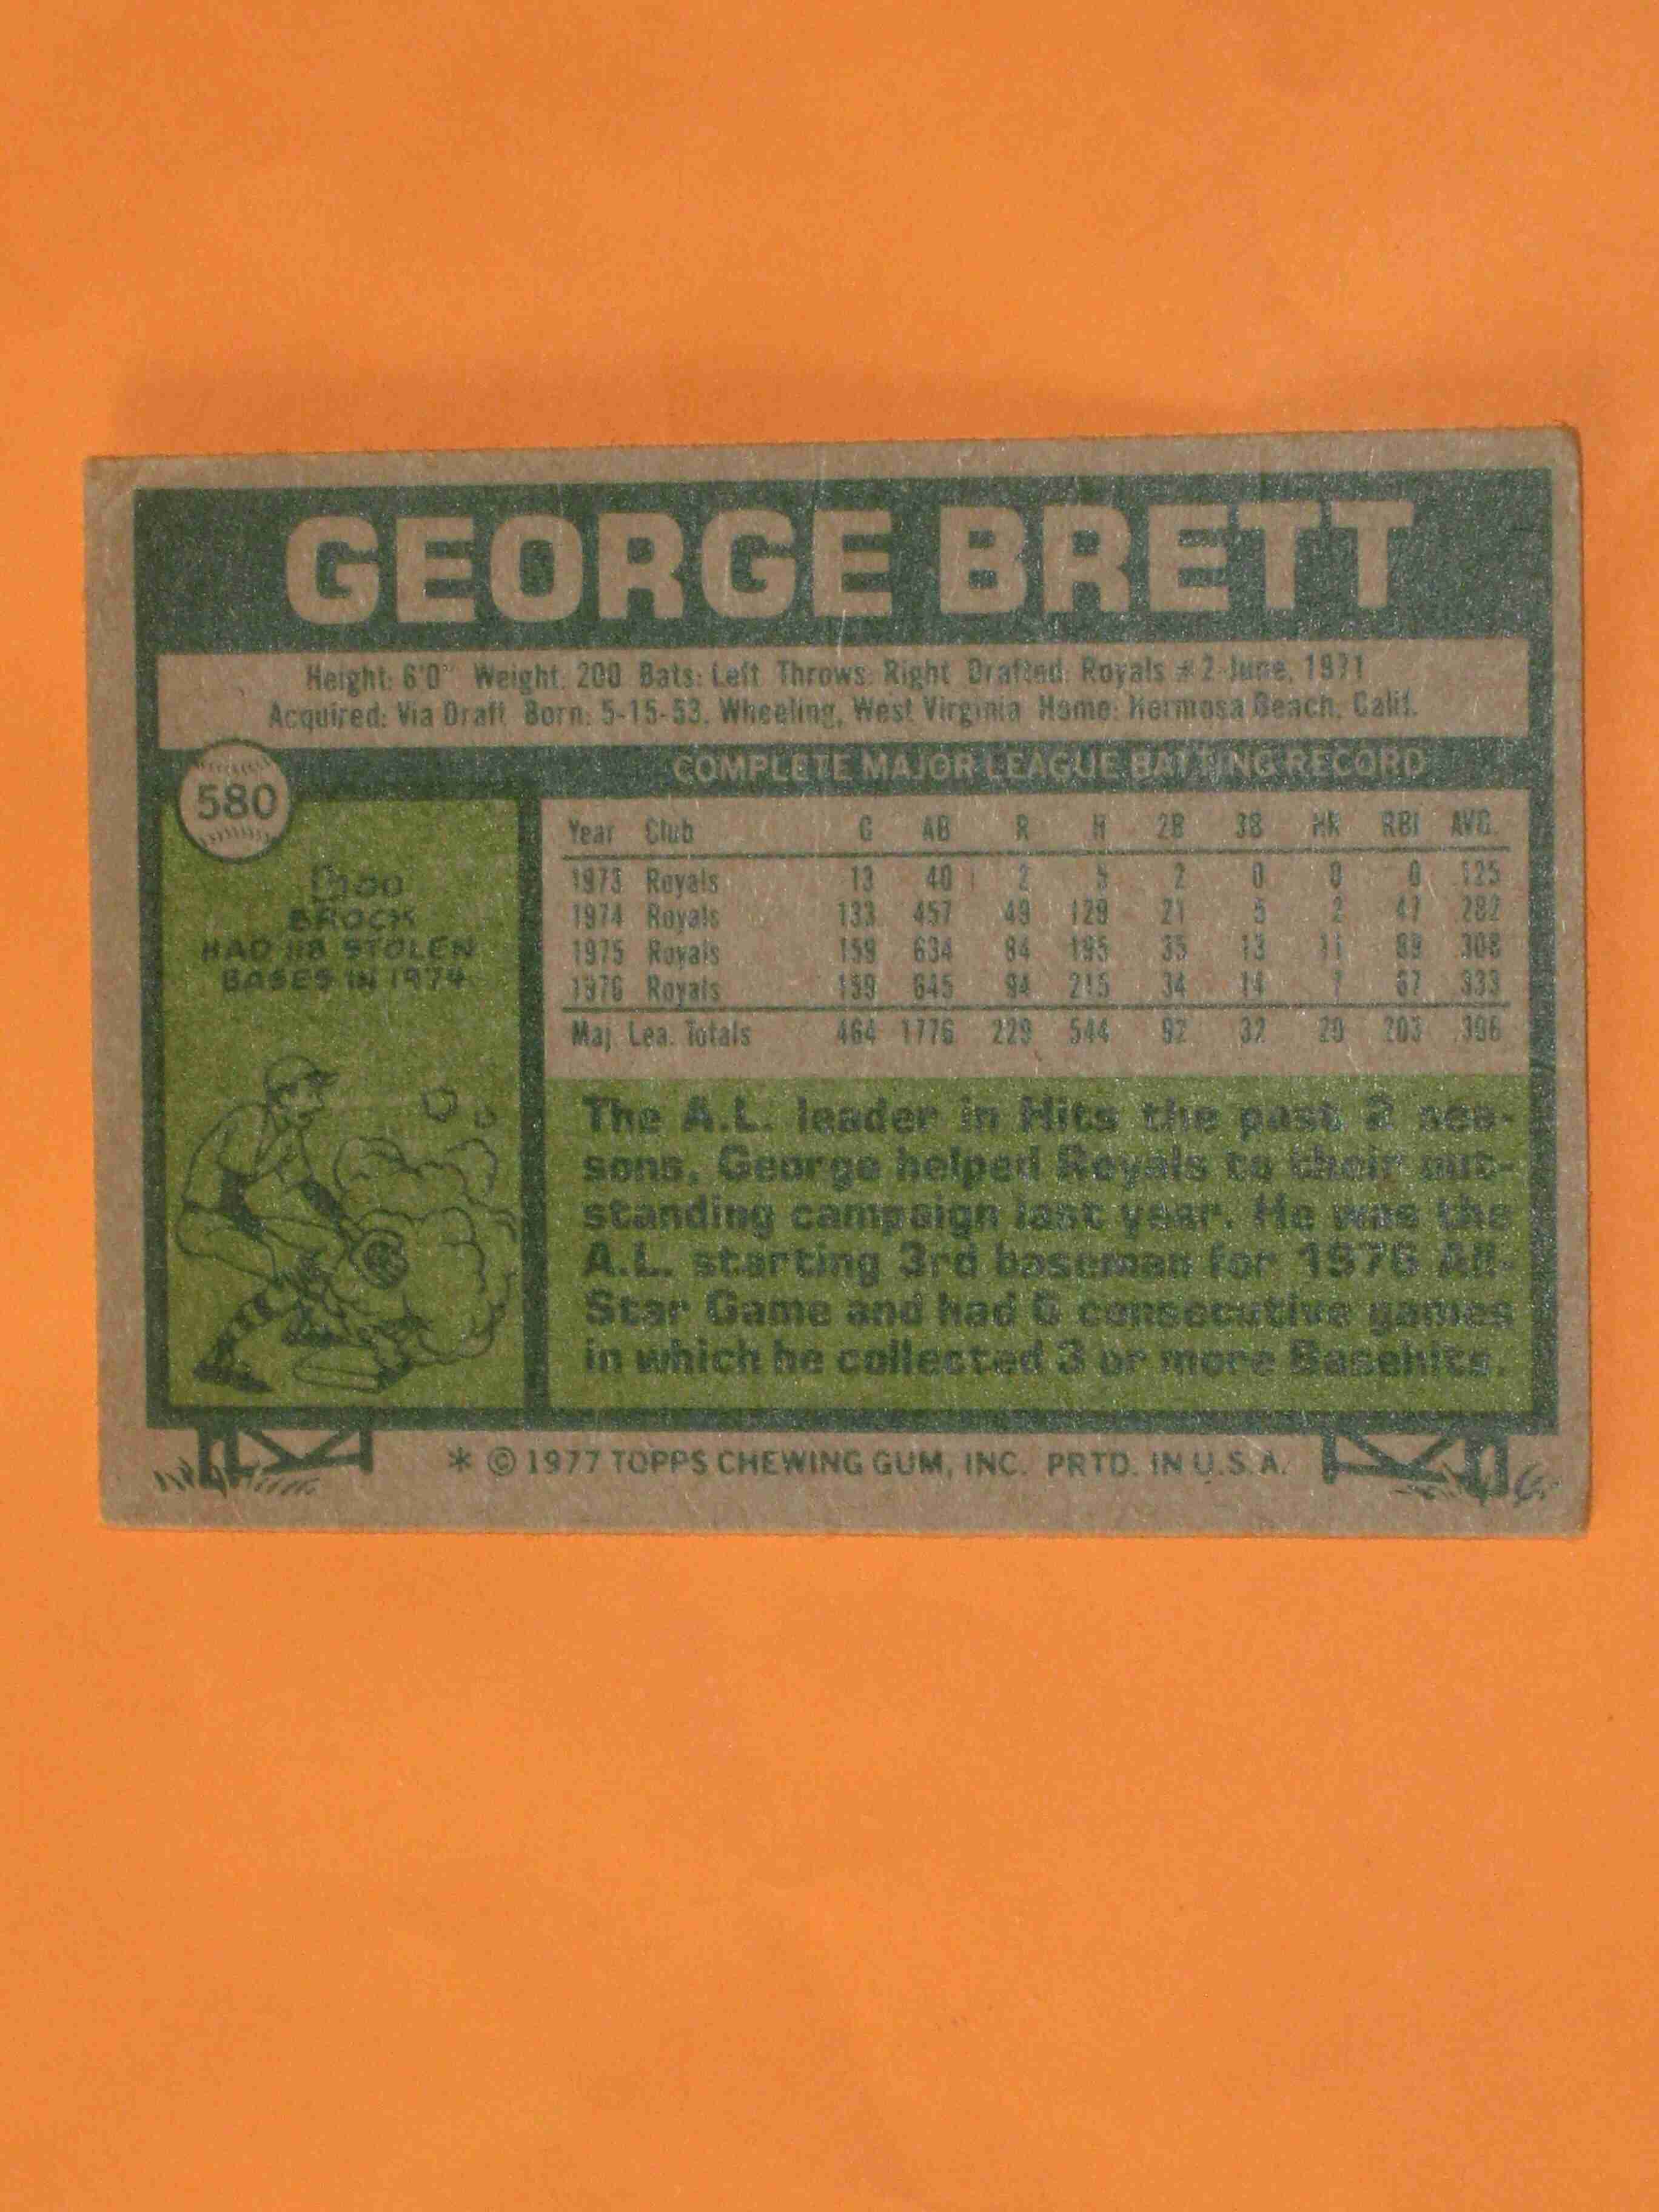 GEORGE BRETT
Height: 6'0" Weight: 200 Bats: Left Throws: Right Drafted: Royals #2-June, 1971
Acquired: Via Draft Born: 5-15-53, Wheeling, West Virginia Home: Hermosa Beach, Calif.
580
COMPLETE MAJOR LEAGUE BATTING RECORD
Year Club G AB R H 2B 3B HR RBI AVG.
1973 Royals 13 40 2 5 2 0 0 0 .125
1974 Royals 133 457 49 129 21 5 2 47 .282
1975 Royals 159 634 84 195 35 13 11 89 .308
1976 Royals 159 645 94 215 34 14 7 67 .333
Maj. Lea. Totals 464 1776 229 544 92 32 20 203 .306
BROCK
HAD 118 STOLEN
BASES IN 1974.
The A.L. leader in Hits the past 2 sea-
sons, George helped Royals to their out-
standing campaign last year. He was the
A.L. starting 3rd baseman for 1976 All-
Star Game and had 6 consecutive games
in which he collected 3 or more Basehits.
* © 1977 TOPPS CHEWING GUM, INC. PRTD. IN U.S.A.